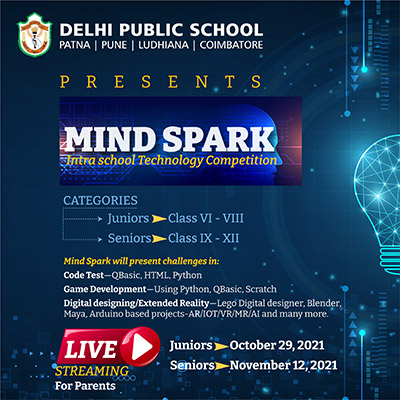 DELHI PUBLIC SCHOOL
PATNA | PUNE | LUDHIANA | COIMBATORE
PRESENTS
MIND SPARK
Intra school Technology Competition
CATEGORIES
Juniors Class VI - VIII
Seniors Class IX - XII
Mind Spark will present challenges in:
Code Test—QBasic, HTML, Python
Game Development—Using Python, QBasic, Scratch
Digital designing/Extended Reality—Lego Digital designer, Blender,
Maya, Arduino based projects-AR/IOT/VR/MR/AI and many more.
LIVE
STREAMING
For Parents
Juniors October 29, 2021
Seniors November 12, 2021